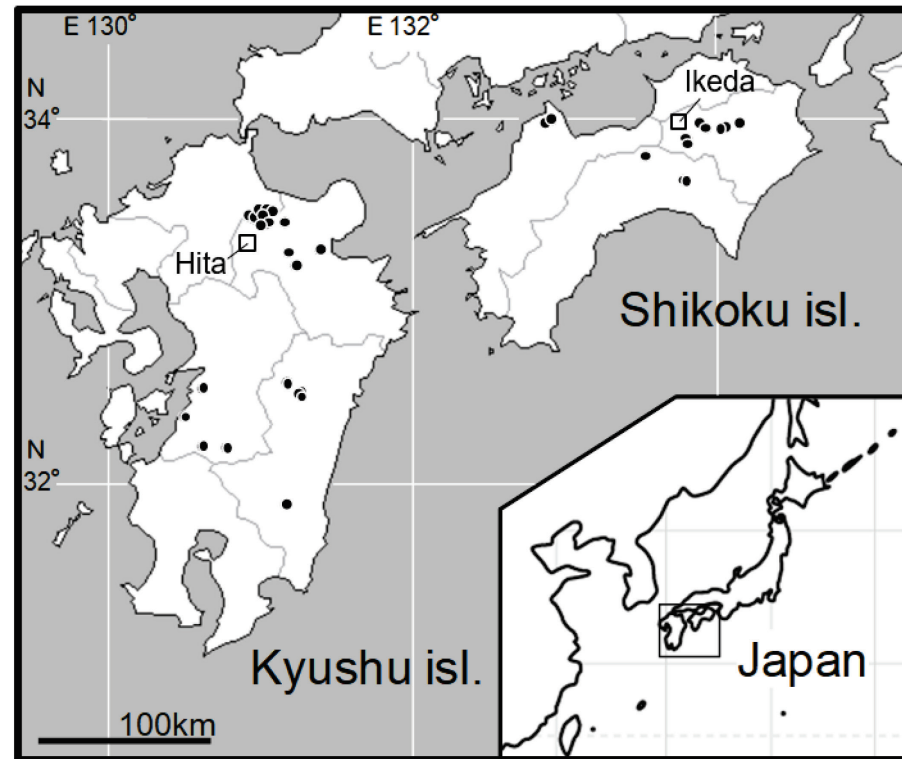 E 130° E 132°
N
34°
Ikeda
Hita
Shikoku isl.
N
32°
Kyushu isl.
Japan
100km